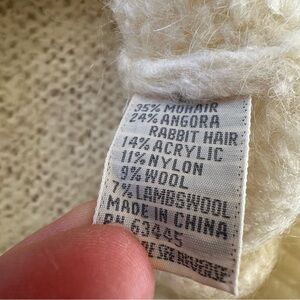 35% MOHAIR
24% ANGORA
RABBIT HAIR
14% ACRYLIC
11% NYLON
9% WOOL
7% LAMBSWOOL
MADE IN CHINA
RN 63445
REVERSE